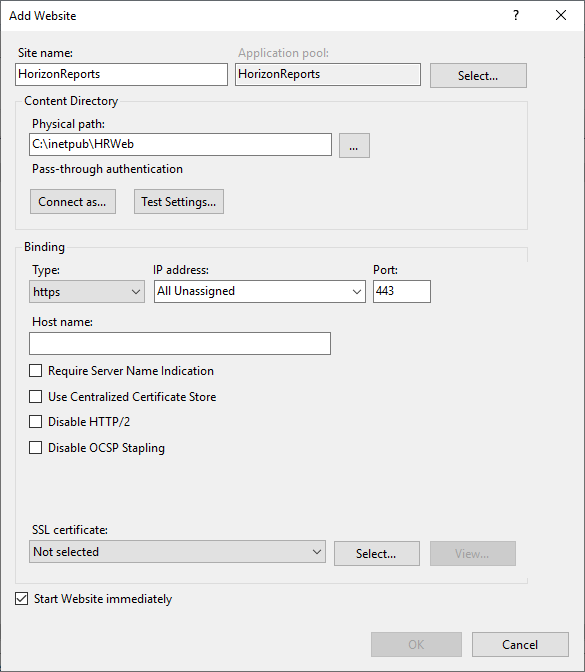 Add Website
?
Site name:
Application pool:
HorizonReports
HorizonReports
Select...
Content Directory
Physical path:
C:\inetpub\HRWeb
...
Pass-through authentication
Connect as...
Test Settings...
Binding
Type:
IP address:
Port:
https
All Unassigned
443
Host name:
Require Server Name Indication
Use Centralized Certificate Store
Disable HTTP/2
Disable OCSP Stapling
SSL certificate:
Not selected
Select...
View...
Start Website immediately
OK
Cancel